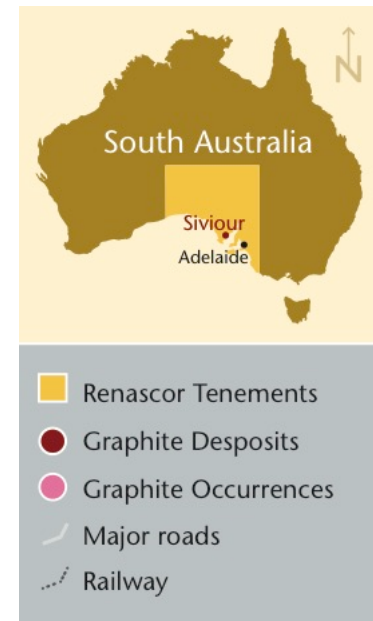 N
South Australia
Siviour
Adelaide
Renascor Tenements
Graphite Desposits
Graphite Occurrences
Major roads
Railway